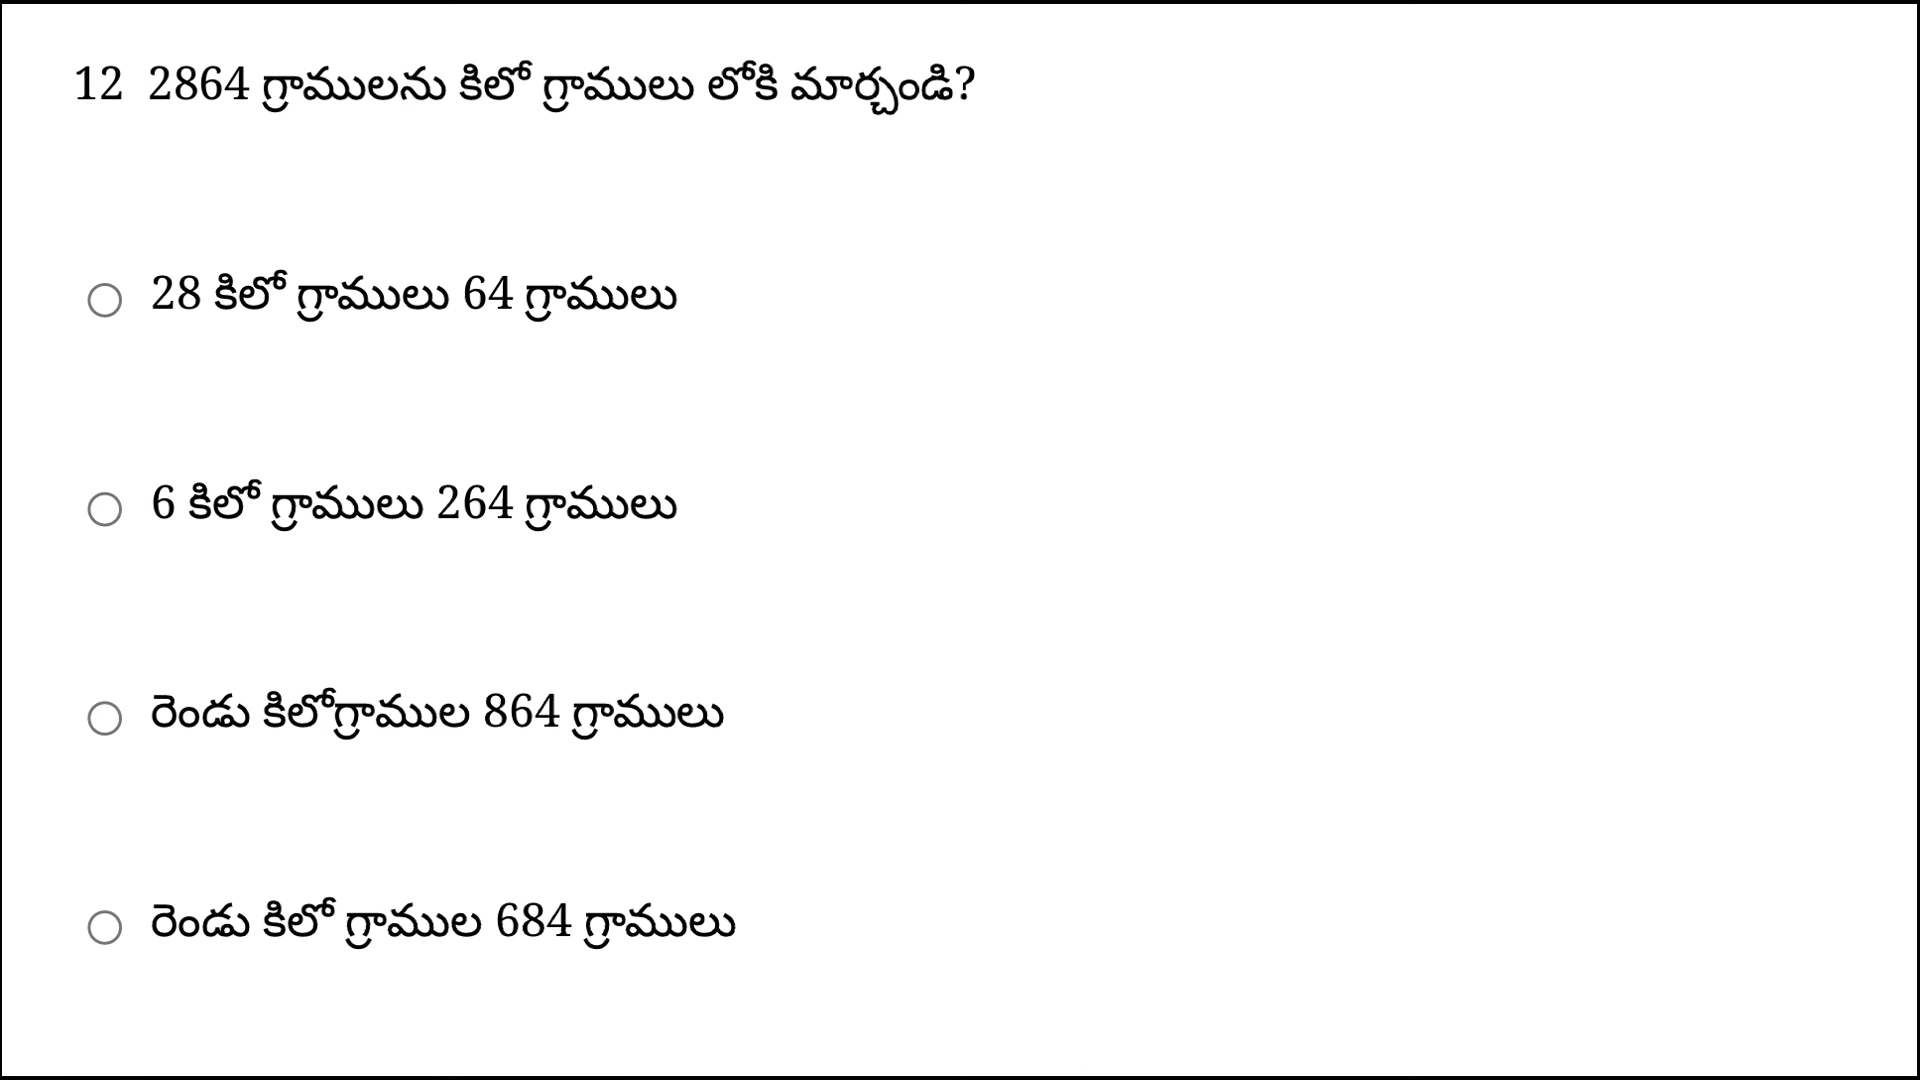 12 2864 గ్రాములను కిలో గ్రాములు లోకి మార్చండి?
28 కిలో గ్రాములు 64 గ్రాములు
6 కిలో గ్రాములు 264 గ్రాములు
రెండు కిలోగ్రాముల 864 గ్రాములు
రెండు కిలో గ్రాముల 684 గ్రాములు